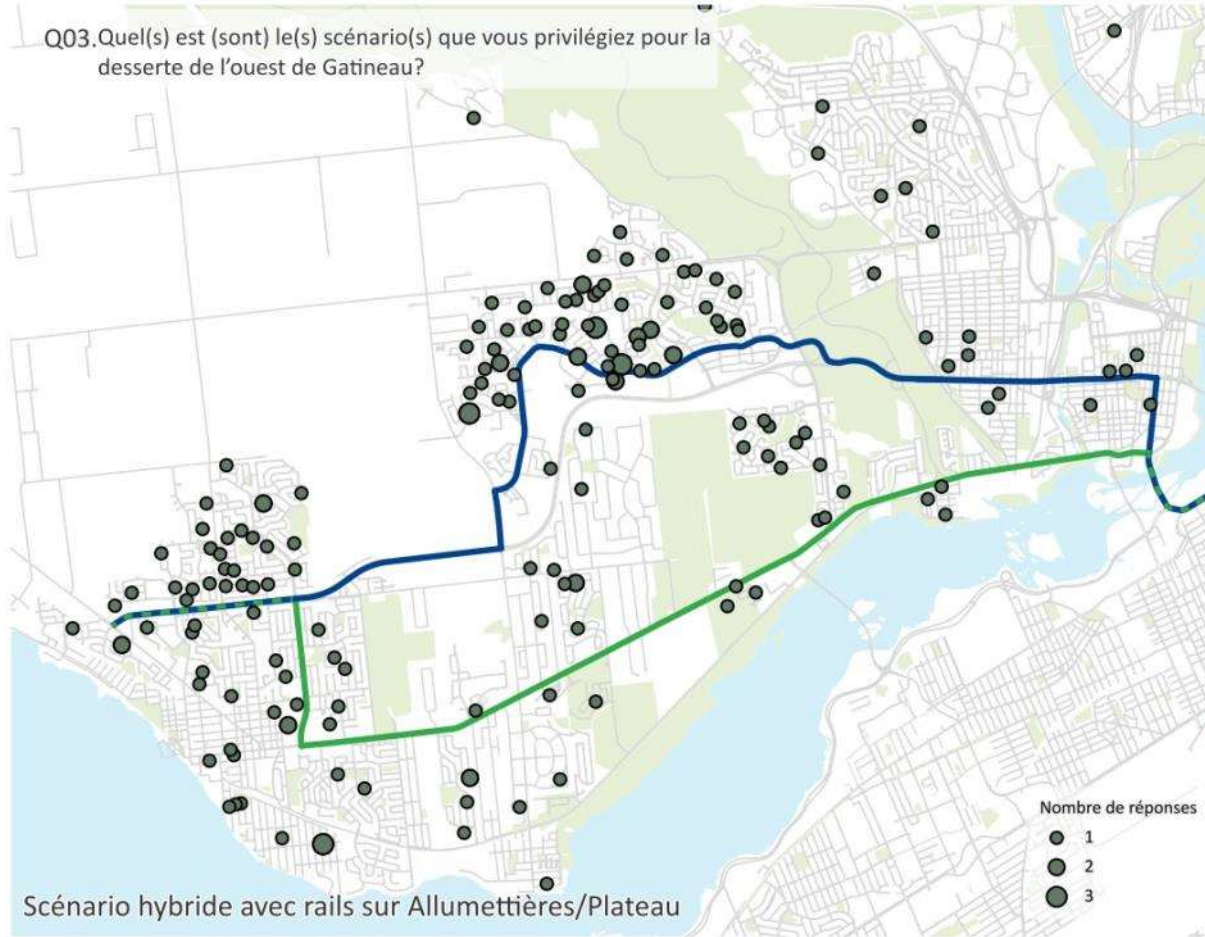 Q03.Quel(s) est (sont) le(s) scénario(s) que vous privilégiez pour la
desserte de l'ouest de Gatineau?
Nombre de réponses
1
2
3
Scénario hybride avec rails sur Allumettières/Plateau